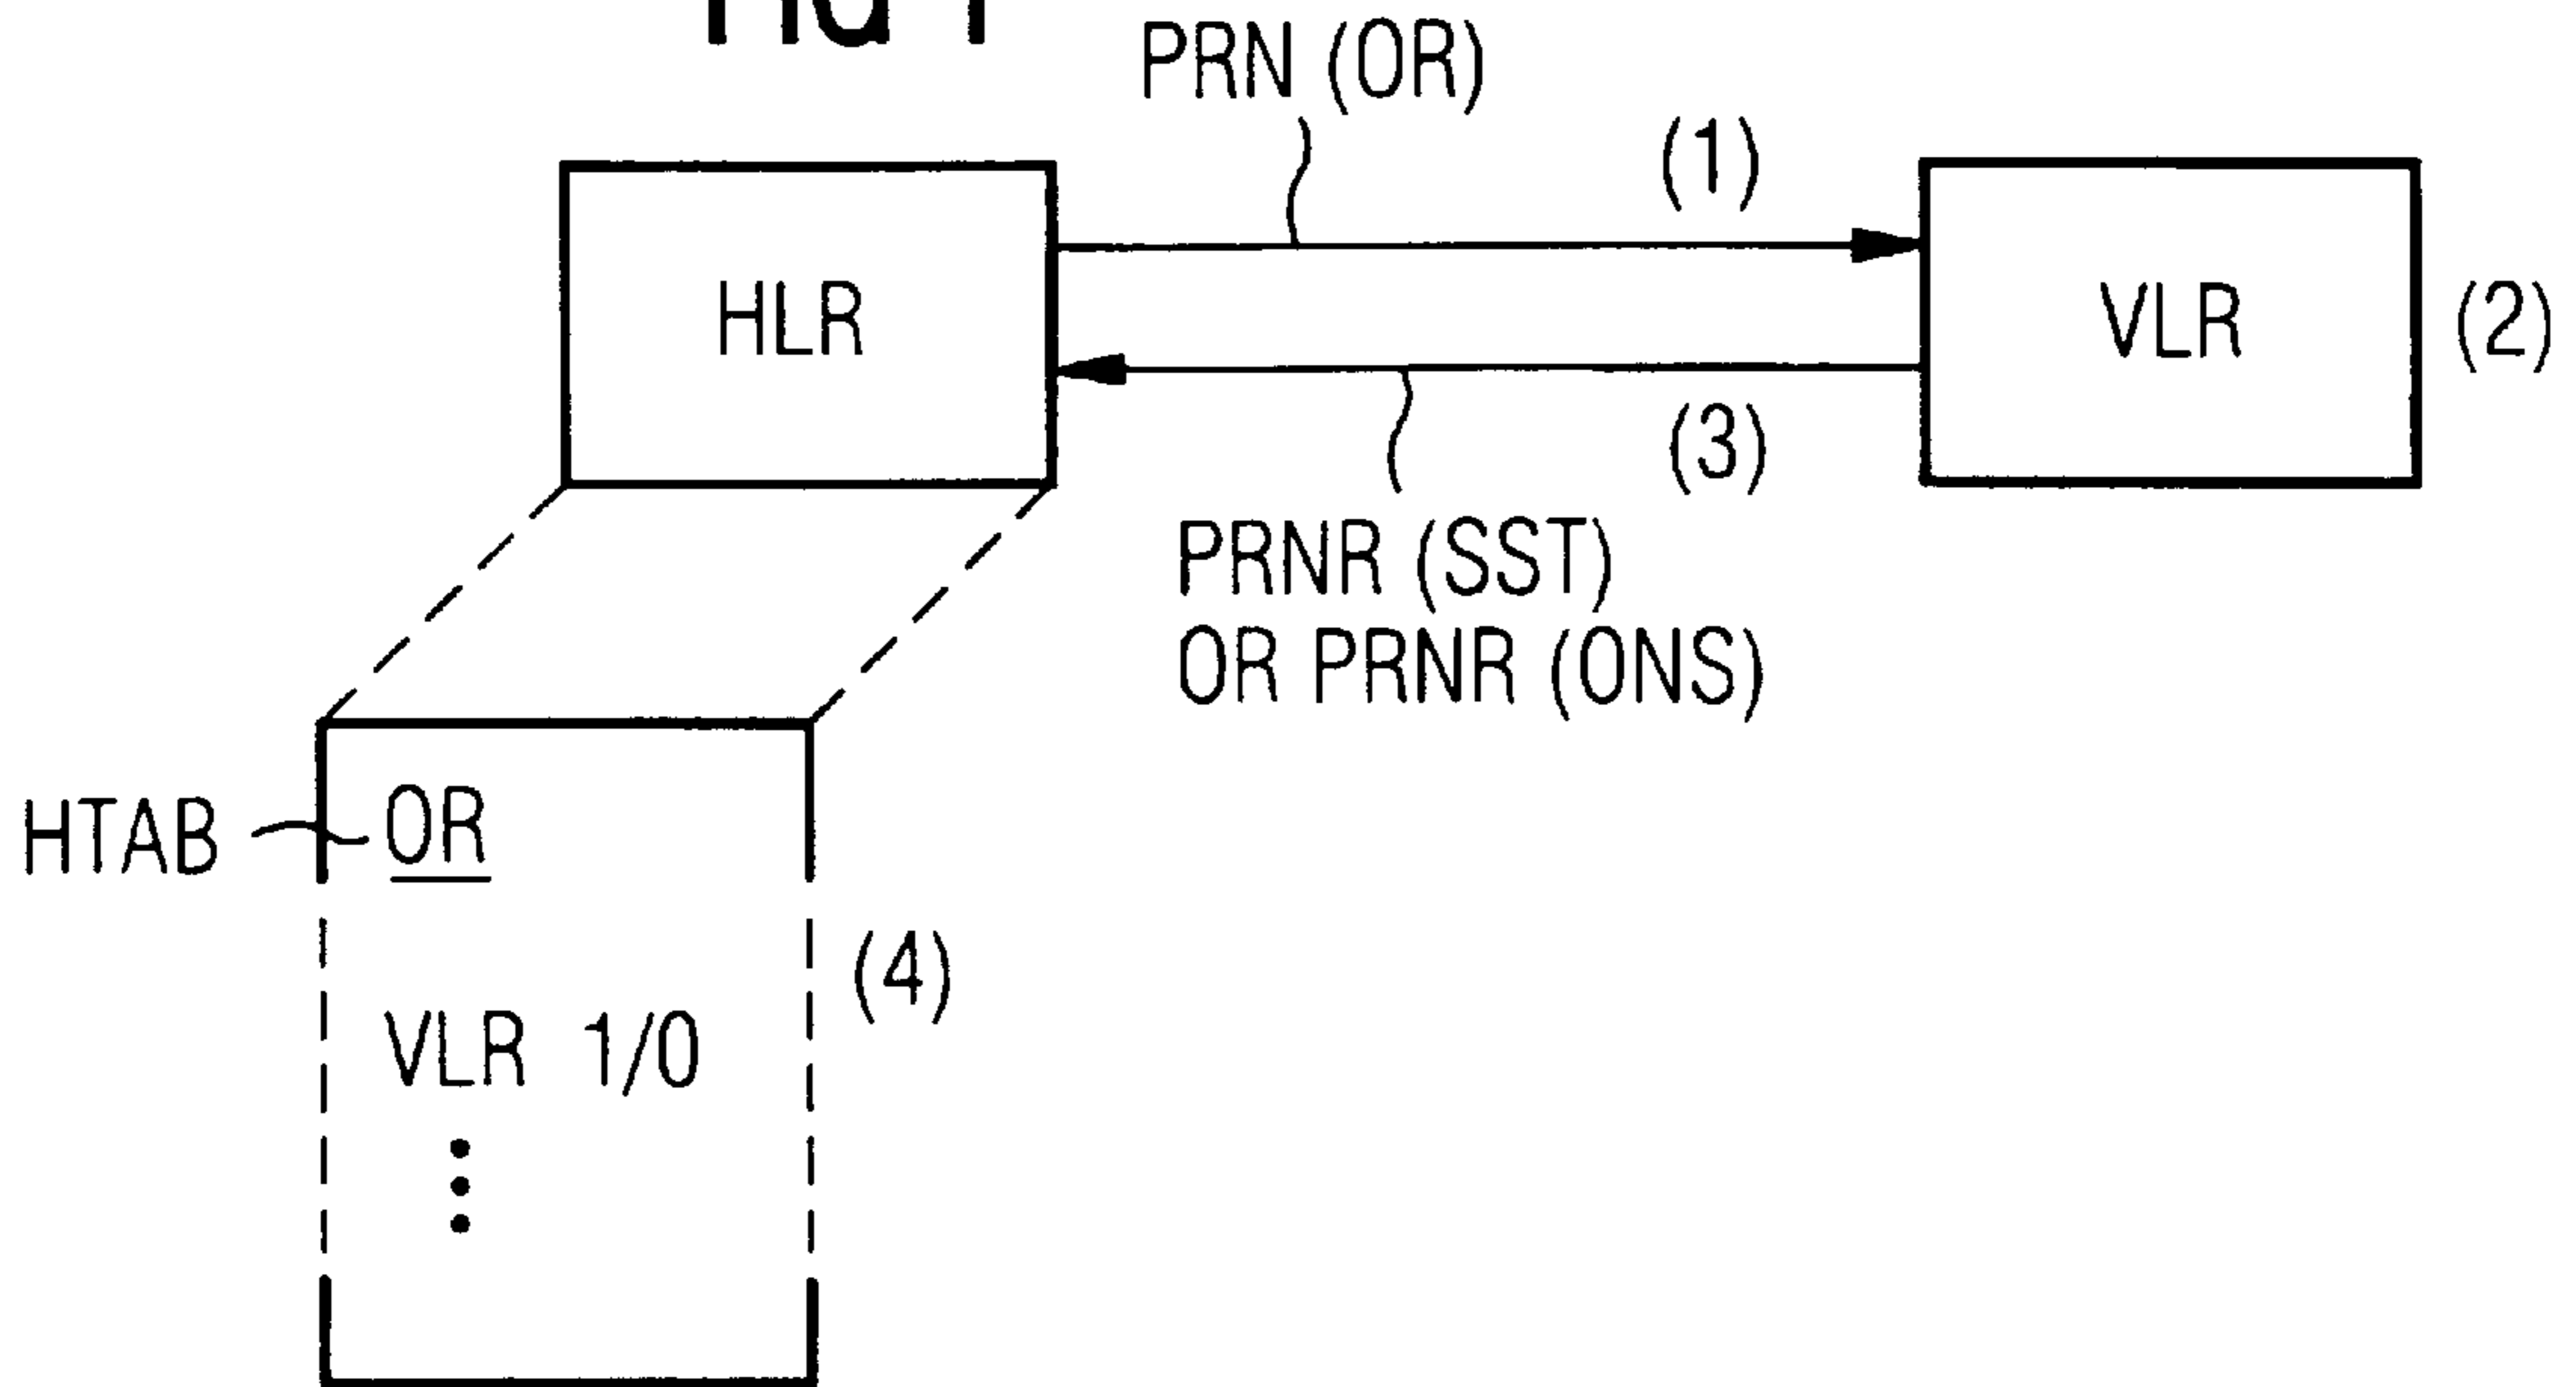 PRN (OR)
(1)
HLR
VLR
(2)
(3)
PRNR (SST)
OR PRNR (ONS)
HTAB
OR
(4)
VLR 1/0